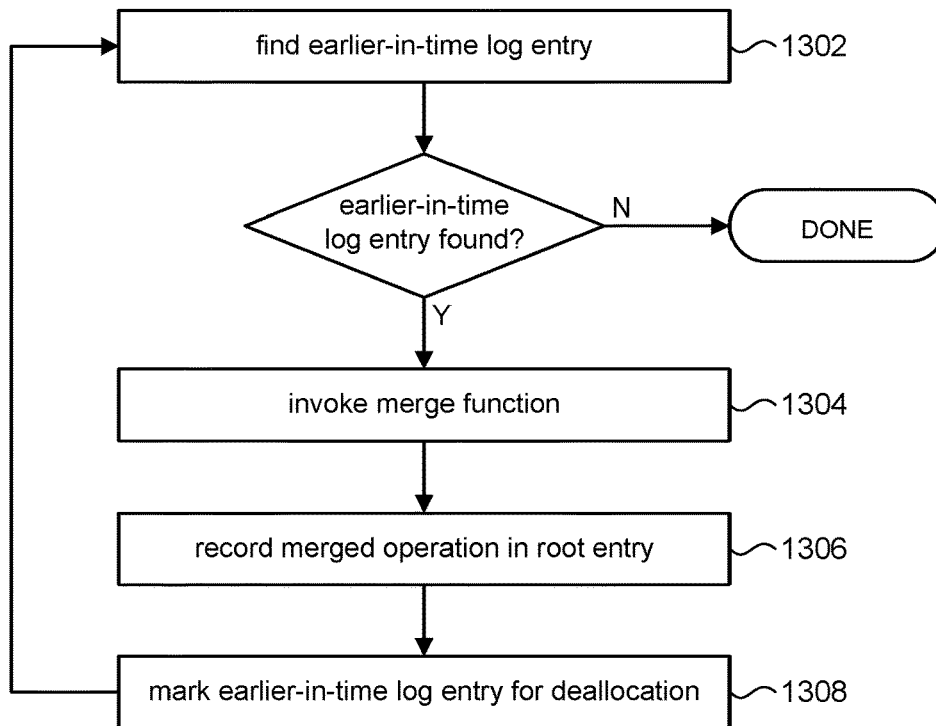 find earlier-in-time log entry
1302
earlier-in-time
log entry found?
N
DONE
Y
invoke merge function
1304
record merged operation in root entry
1306
mark earlier-in-time log entry for deallocation
1308